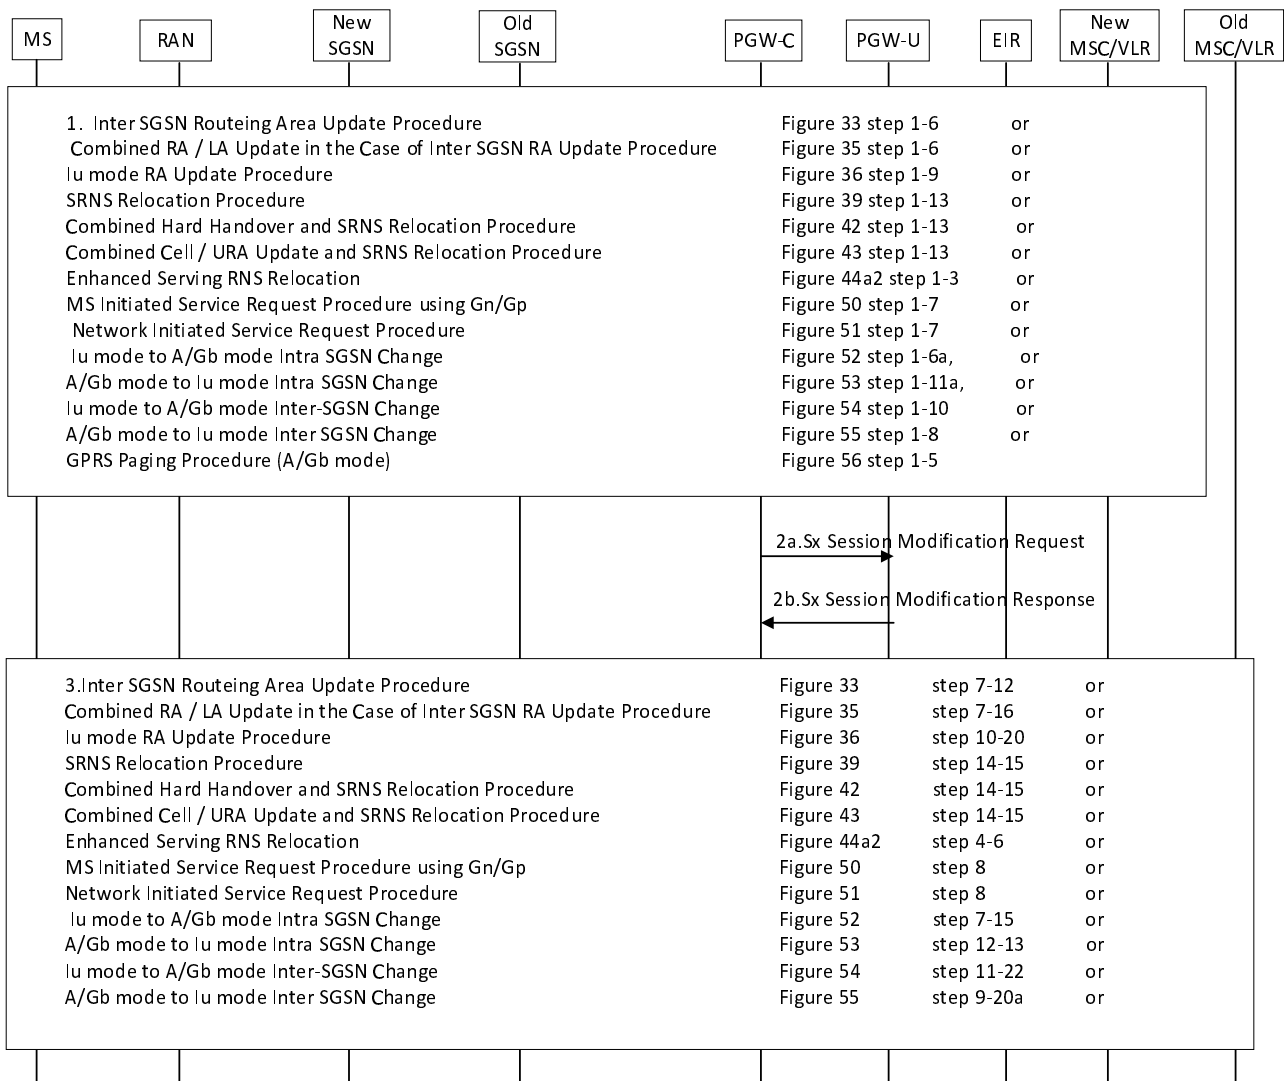 MS
RAN
New
SGSN
Old
SGSN
PGW-C
PGW-U
EIR
New
MSC/VLR
Old
MSC/VLR
1. Inter SGSN Routeing Area Update Procedure Figure 33 step 1-6 or
Combined RA / LA Update in the Case of Inter SGSN RA Update Procedure Figure 35 step 1-6 or
Iu mode RA Update Procedure Figure 36 step 1-9 or
SRNS Relocation Procedure Figure 39 step 1-13 or
Combined Hard Handover and SRNS Relocation Procedure Figure 42 step 1-13 or
Combined Cell / URA Update and SRNS Relocation Procedure Figure 43 step 1-13 or
Enhanced Serving RNS Relocation Figure 44a2 step 1-3 or
MS Initiated Service Request Procedure using Gn/Gp Figure 50 step 1-7 or
Network Initiated Service Request Procedure Figure 51 step 1-7 or
Iu mode to A/Gb mode Intra SGSN Change Figure 52 step 1-6a, or
A/Gb mode to Iu mode Intra SGSN Change Figure 53 step 1-11a, or
Iu mode to A/Gb mode Inter-SGSN Change Figure 54 step 1-10 or
A/Gb mode to Iu mode Inter SGSN Change Figure 55 step 1-8 or
GPRS Paging Procedure (A/Gb mode) Figure 56 step 1-5
2a.Sx Session Modification Request
2b.Sx Session Modification Response
3.Inter SGSN Routeing Area Update Procedure Figure 33 step 7-12 or
Combined RA / LA Update in the Case of Inter SGSN RA Update Procedure Figure 35 step 7-16 or
Iu mode RA Update Procedure Figure 36 step 10-20 or
SRNS Relocation Procedure Figure 39 step 14-15 or
Combined Hard Handover and SRNS Relocation Procedure Figure 42 step 14-15 or
Combined Cell / URA Update and SRNS Relocation Procedure Figure 43 step 14-15 or
Enhanced Serving RNS Relocation Figure 44a2 step 4-6 or
MS Initiated Service Request Procedure using Gn/Gp Figure 50 step 8 or
Network Initiated Service Request Procedure Figure 51 step 8 or
Iu mode to A/Gb mode Intra SGSN Change Figure 52 step 7-15 or
A/Gb mode to Iu mode Intra SGSN Change Figure 53 step 12-13 or
Iu mode to A/Gb mode Inter-SGSN Change Figure 54 step 11-22 or
A/Gb mode to Iu mode Inter SGSN Change Figure 55 step 9-20a or